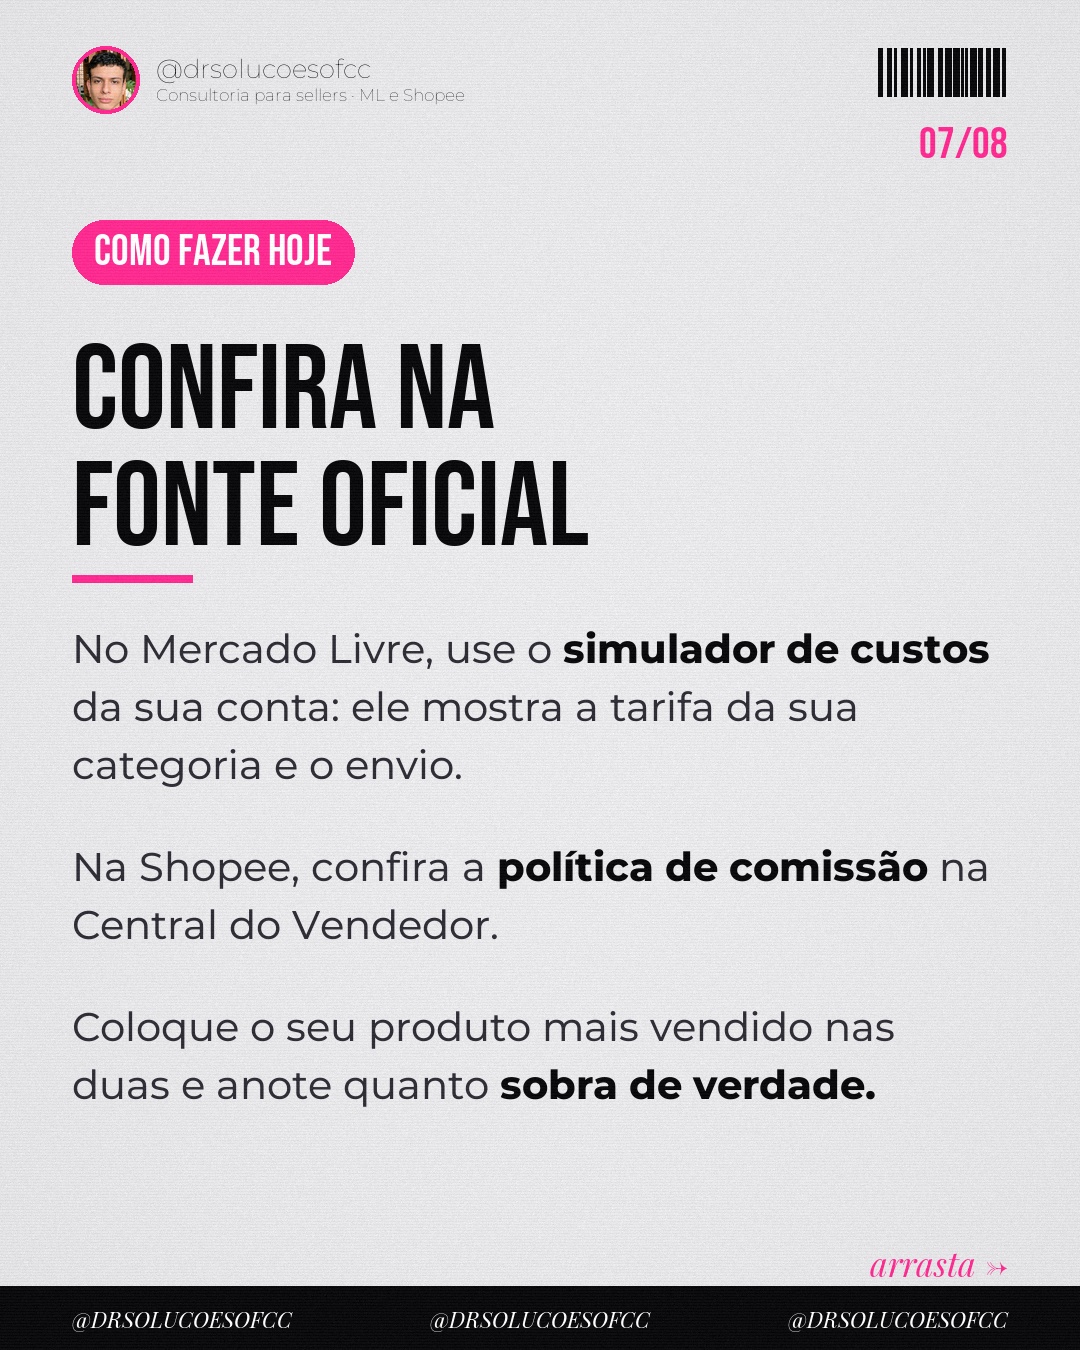 @drsolucoesofcc
Consultoria para sellers · ML e Shopee
07/08
COMO FAZER HOJE
CONFIRA NA
FONTE OFICIAL
No Mercado Livre, use o simulador de custos
da sua conta: ele mostra a tarifa da sua
categoria e o envio.
Na Shopee, confira a política de comissão na
Central do Vendedor.
Coloque o seu produto mais vendido nas
duas e anote quanto sobra de verdade.
arrasta
@DRSOLUCOESOFCC @DRSOLUCOESOFCC @DRSOLUCOESOFCC